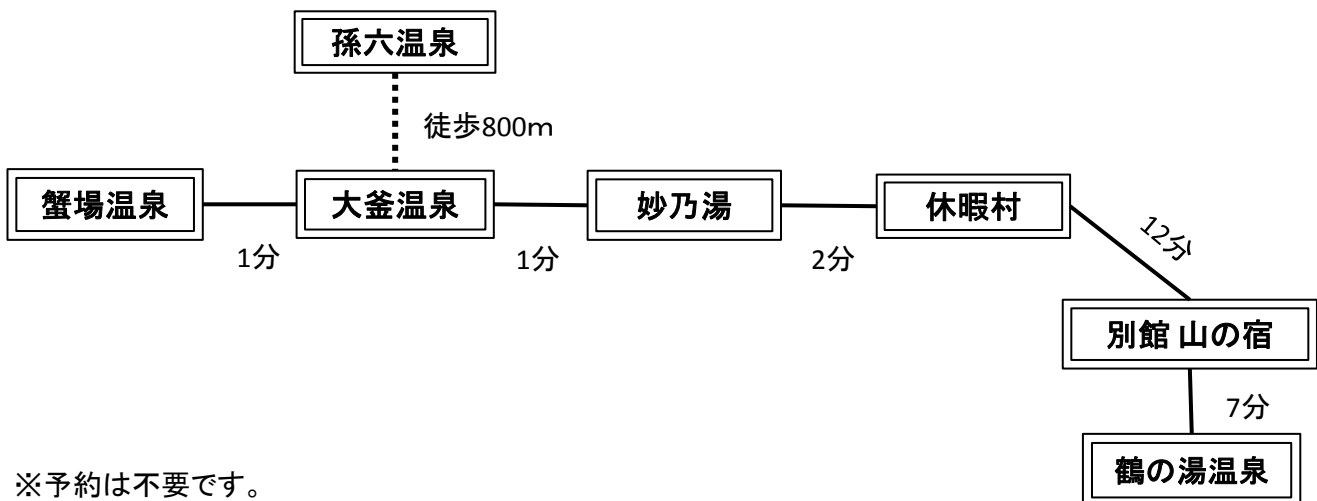 孫六温泉
徒歩800m
蟹場温泉
大釜温泉
妙乃湯
休暇村
1分
1分
2分
12分
別館 山の宿
7分
鶴の湯温泉
※予約は不要です。